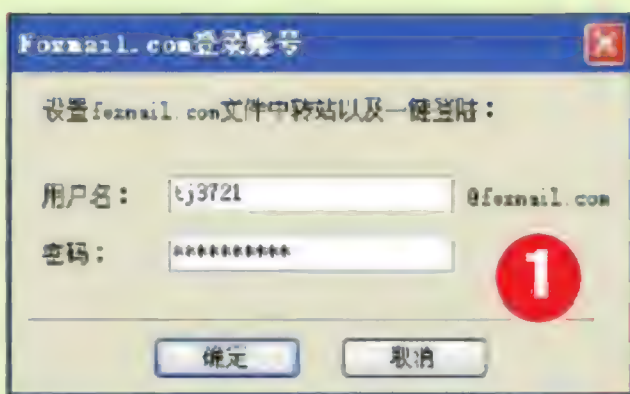 Foxmail.com登录账号
设置foxmail.com文件中转站以及一键登陆：
用户名： tj3721 @foxmail.com
密码： **********
1
确定 取消